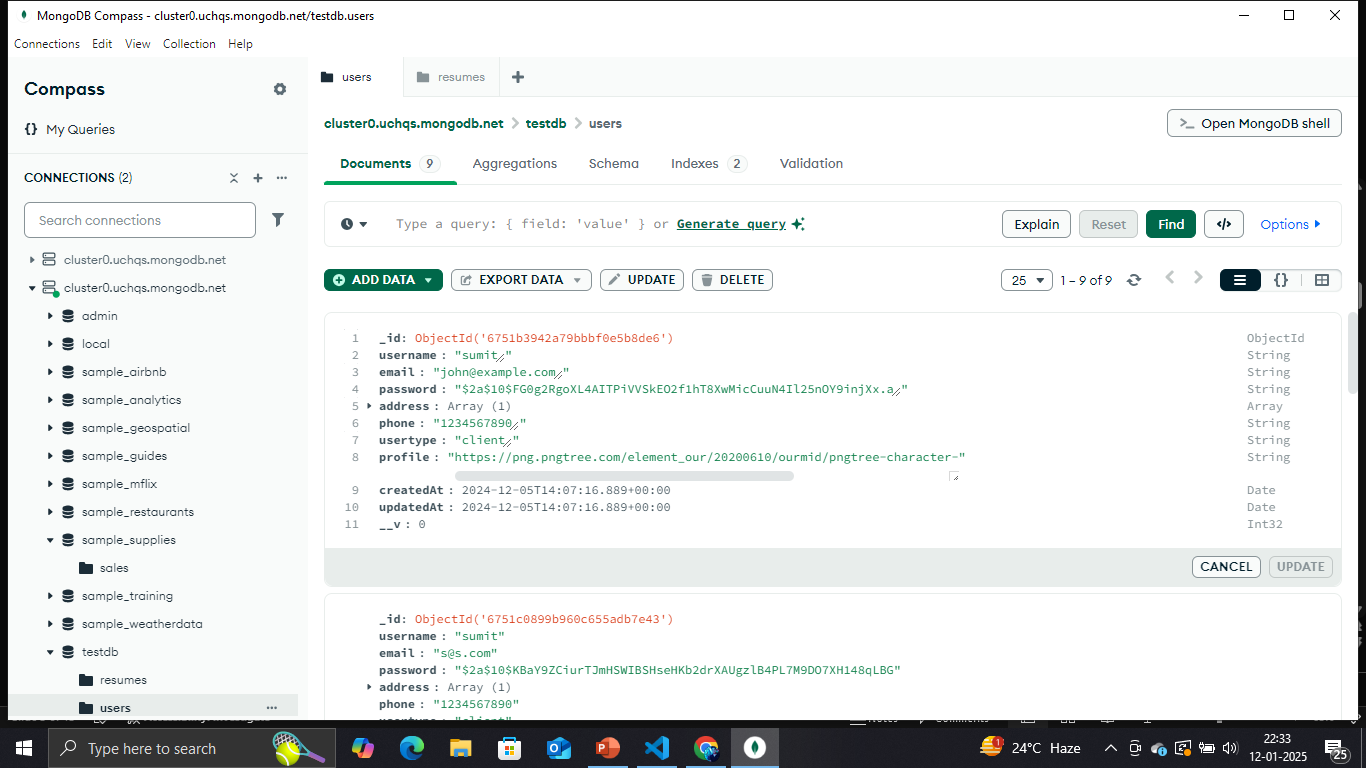 MongoDB Compass - cluster0.uchqs.mongodb.net/testdb.users
Connections Edit View Collection Help
Compass
{} My Queries
CONNECTIONS (2)
Search connections
cluster0.uchqs.mongodb.net
cluster0.uchqs.mongodb.net
admin
local
sample_airbnb
sample_analytics
sample_geospatial
sample_guides
sample_mflix
sample_restaurants
sample_supplies
sales
sample_training
sample_weatherdata
testdb
resumes
users
users resumes
cluster0.uchqs.mongodb.net > testdb > users
>_ Open MongoDB shell
Documents 9 Aggregations Schema Indexes 2 Validation
Type a query: { field: 'value' } or Generate query
Explain Reset Find </> Options
ADD DATA EXPORT DATA UPDATE DELETE
25 1 – 9 of 9 {}
1 _id: ObjectId('6751b3942a79bbbf0e5b8de6') ObjectId
2 username : "sumit" String
3 email : "john@example.com" String
4 password : "$2a$10$FG0g2RgoXL4AITPiVVSkEO2f1hT8XwMicCuuN4Il25nOY9injXx.a" String
5 address : Array (1) Array
6 phone : "1234567890" String
7 usertype : "client" String
8 profile : "https://png.pngtree.com/element_our/20200610/ourmid/pngtree-character-" String
9 createdAt : 2024-12-05T14:07:16.889+00:00 Date
10 updatedAt : 2024-12-05T14:07:16.889+00:00 Date
11 __v : 0 Int32
CANCEL UPDATE
_id: ObjectId('6751c0899b960c655adb7e43')
username : "sumit"
email : "s@s.com"
password : "$2a$10$KBaY9ZCiurTJmHSWIBSHseHKb2drXAUgzlB4PL7M9DO7XH148qLBG"
address : Array (1)
phone : "1234567890"
Type here to search
24°C Haze
22:33
12-01-2025
25